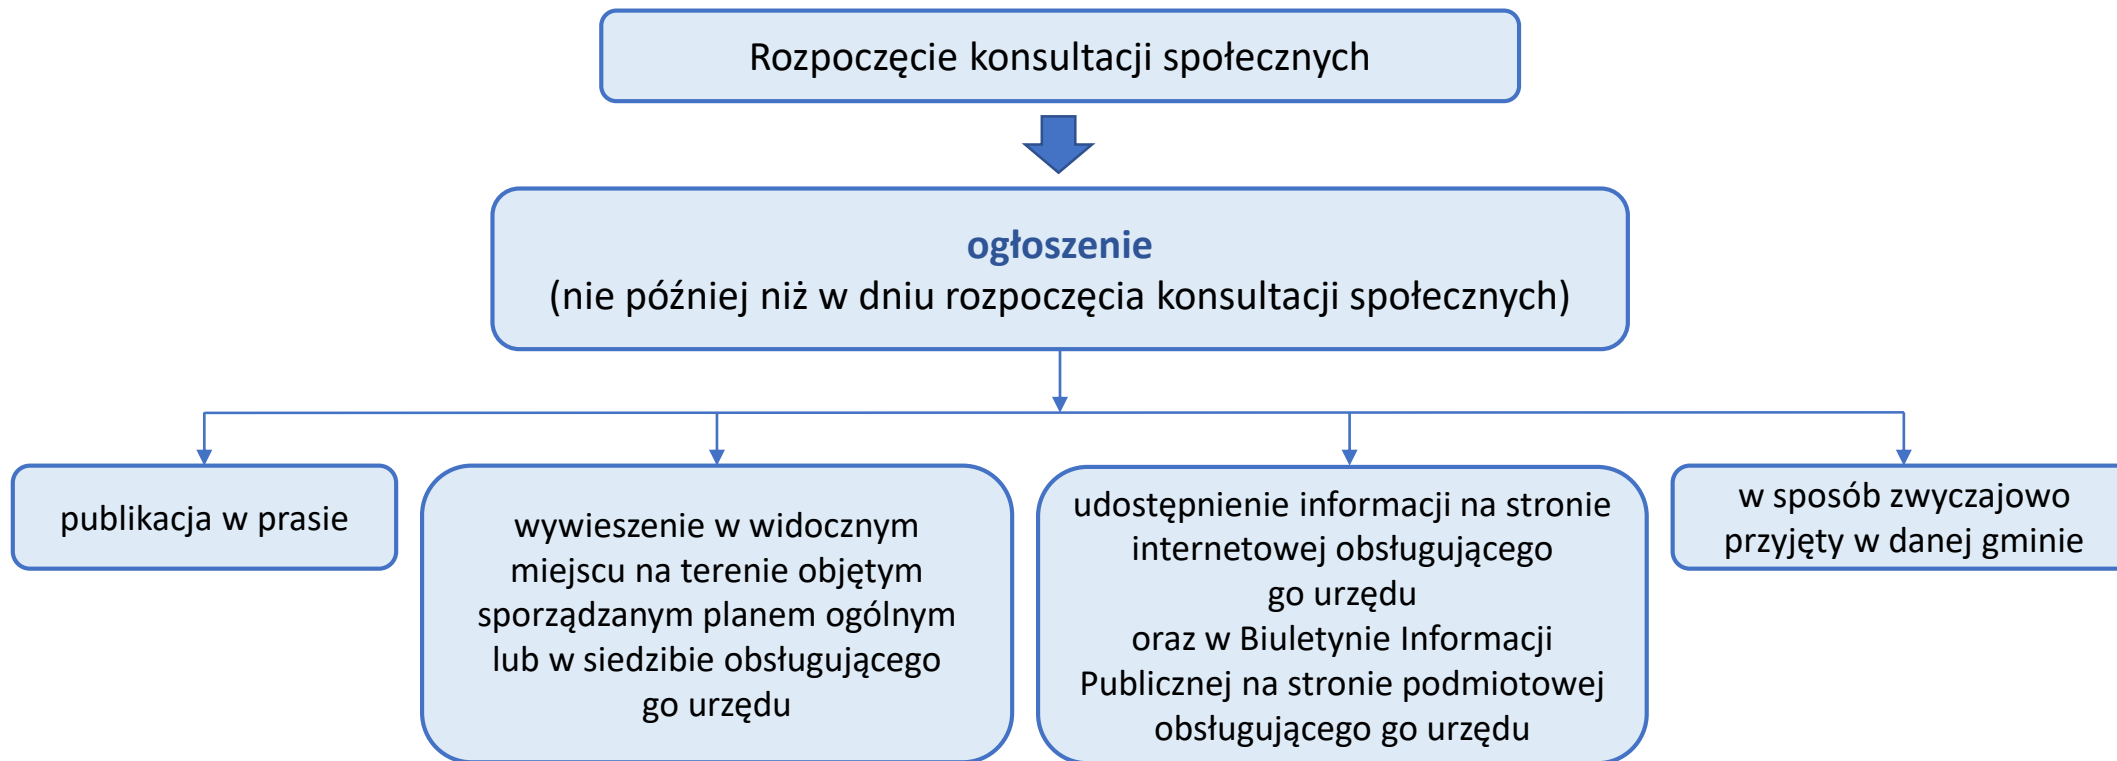 Rozpoczęcie konsultacji społecznych
ogłoszenie
(nie później niż w dniu rozpoczęcia konsultacji społecznych)
publikacja w prasie
wywieszenie w widocznym
miejscu na terenie objętym
sporządzanym planem ogólnym
lub w siedzibie obsługującego
go urzędu
udostępnienie informacji na stronie
internetowej obsługującego
go urzędu
oraz w Biuletynie Informacji
Publicznej na stronie podmiotowej
obsługującego go urzędu
w sposób zwyczajowo
przyjęty w danej gminie